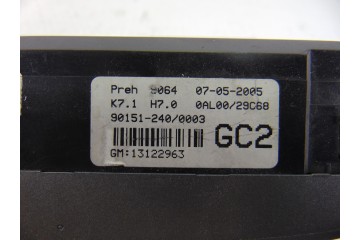 Preh 9064 07-05-2005
K7.1 H7.0 0AL00/29C68
90151-240/0003
GC2
GM:13122963